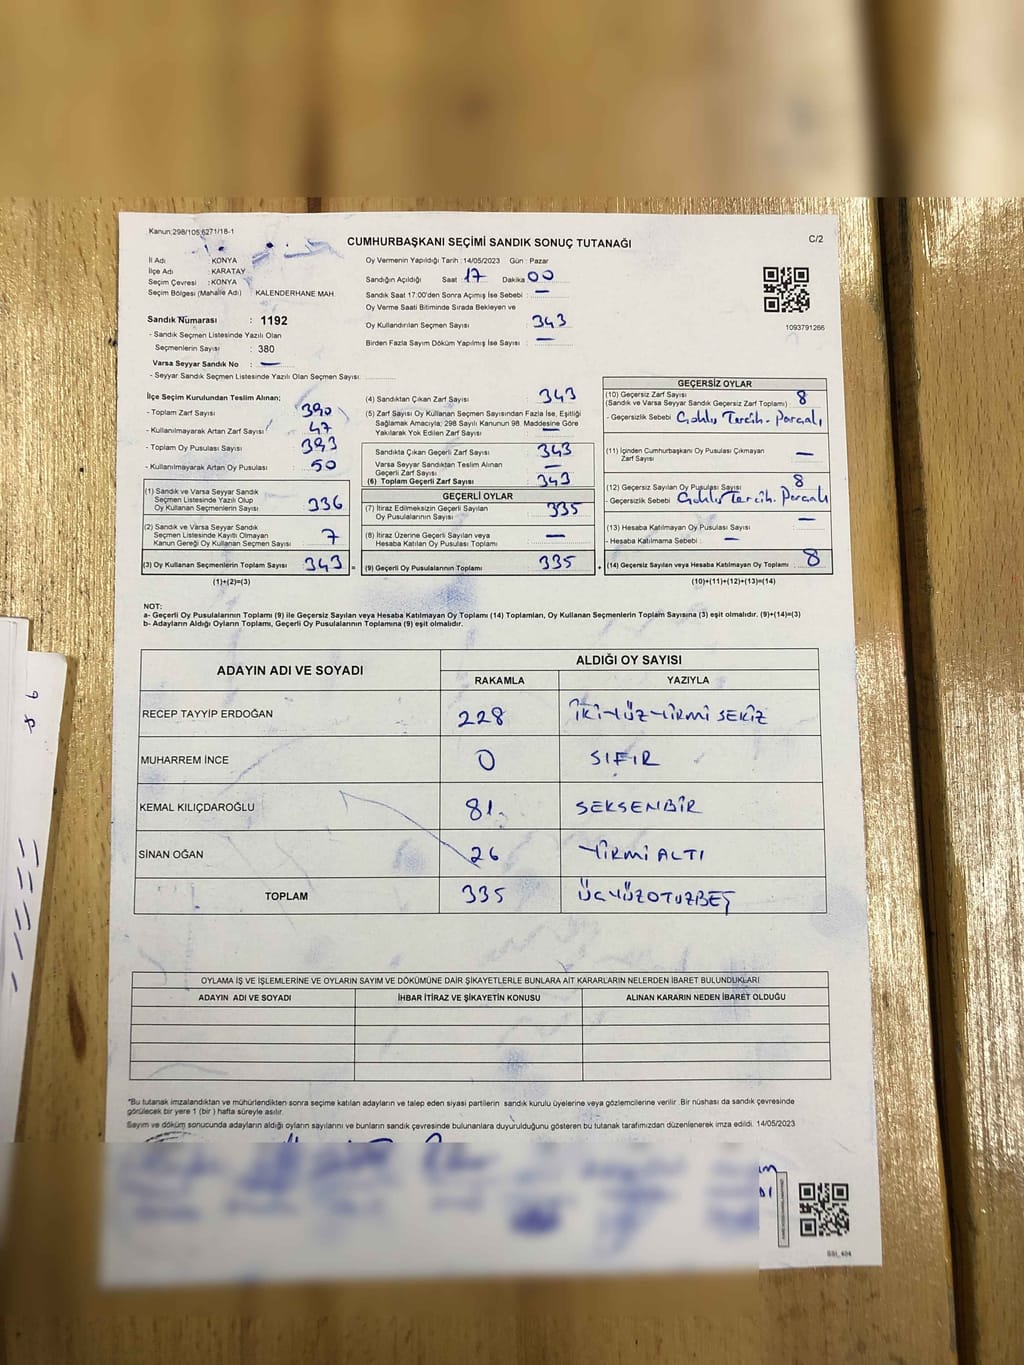 Kanun:298/105;6271/18-1
CUMHURBAŞKANI SEÇİMİ SANDIK SONUÇ TUTANAĞI
C/2
İl Adı : KONYA
İlçe Adı : KARATAY
Seçim Çevresi : KONYA
Seçim Bölgesi (Mahalle Adı) KALENDERHANE MAH.
Sandık Numarası : 1192
- Sandık Seçmen Listesinde Yazılı Olan
Seçmenlerin Sayısı : 380
Varsa Seyyar Sandık No : —
- Seyyar Sandık Seçmen Listesinde Yazılı Olan Seçmen Sayısı:
Oy Vermenin Yapıldığı Tarih : 14/05/2023 Gün : Pazar
Sandığın Açıldığı Saat 17 Dakika 00
Sandık Saat 17:00'den Sonra Açımış İse Sebebi : —
Oy Verme Saati Bitiminde Sırada Bekleyen ve
Oy Kullandırılan Seçmen Sayısı 343
Birden Fazla Sayım Döküm Yapılmış İse Sayısı : —
1093791266
İlçe Seçim Kurulundan Teslim Alınan;
- Toplam Zarf Sayısı : 390
- Kullanılmayarak Artan Zarf Sayısı : 47
- Toplam Oy Pusulası Sayısı : 393
- Kullanılmayarak Artan Oy Pusulası : 50
(1) Sandık ve Varsa Seyyar Sandık
Seçmen Listesinde Yazılı Olup
Oy Kullanan Seçmenlerin Sayısı 336
(2) Sandık ve Varsa Seyyar Sandık
Seçmen Listesinde Kayıtlı Olmayan
Kanun Gereği Oy Kullanan Seçmen Sayısı 7
(3) Oy Kullanan Seçmenlerin Toplam Sayısı 343 =
(1)+(2)=(3)
(4) Sandıktan Çıkan Zarf Sayısı : 343
(5) Zarf Sayısı Oy Kullanan Seçmen Sayısından Fazla İse, Eşitliği
Sağlamak Amacıyla; 298 Sayılı Kanunun 98. Maddesine Göre
Yakılarak Yok Edilen Zarf Sayısı : —
Sandıkta Çıkan Geçerli Zarf Sayısı 343
Varsa Seyyar Sandıktan Teslim Alınan
Geçerli Zarf Sayısı —
(6) Toplam Geçerli Zarf Sayısı : 343
GEÇERLİ OYLAR
(7) İtiraz Edilmeksizin Geçerli Sayılan
Oy Pusulalarının Sayısı : 335
(8) İtiraz Üzerine Geçerli Sayılan veya
Hesaba Katılan Oy Pusulası Toplamı —
(9) Geçerli Oy Pusulalarının Toplamı 335 +
GEÇERSİZ OYLAR
(10) Geçersiz Zarf Sayısı
(Sandık ve Varsa Seyyar Sandık Geçersiz Zarf Toplamı) : 8
- Geçersizlik Sebebi Çoklu Tercih. Parçalı
(11) İçinden Cumhurbaşkanı Oy Pusulası Çıkmayan
Zarf Sayısı —
(12) Geçersiz Sayılan Oy Pusulası Sayısı 8
- Geçersizlik Sebebi Çoklu Tercih. Parçalı
(13) Hesaba Katılmayan Oy Pusulası Sayısı —
- Hesaba Katılmama Sebebi : —
(14) Geçersiz Sayılan veya Hesaba Katılmayan Oy Toplamı : 8
(10)+(11)+(12)+(13)=(14)
NOT:
a- Geçerli Oy Pusulalarının Toplamı (9) ile Geçersiz Sayılan veya Hesaba Katılmayan Oy Toplamı (14) Toplamları, Oy Kullanan Seçmenlerin Toplam Sayısına (3) eşit olmalıdır. (9)+(14)=(3)
b- Adayların Aldığı Oyların Toplamı, Geçerli Oy Pusulalarının Toplamına (9) eşit olmalıdır.
ADAYIN ADI VE SOYADI
ALDIĞI OY SAYISI
RAKAMLA YAZIYLA
RECEP TAYYİP ERDOĞAN 228 İKİYÜZYİRMİ SEKİZ
MUHARREM İNCE 0 SIFIR
KEMAL KILIÇDAROĞLU 81 SEKSENBİR
SİNAN OĞAN 26 YİRMİ ALTI
TOPLAM 335 ÜÇYÜZOTUZBEŞ
OYLAMA İŞ VE İŞLEMLERİNE VE OYLARIN SAYIM VE DÖKÜMÜNE DAİR ŞİKAYETLERLE BUNLARA AİT KARARLARIN NELERDEN İBARET BULUNDUKLARI
ADAYIN ADI VE SOYADI İHBAR İTİRAZ VE ŞİKAYETİN KONUSU ALINAN KARARIN NEDEN İBARET OLDUĞU
*Bu tutanak imzalandıktan ve mühürlendikten sonra seçime katılan adayların ve talep eden siyasi partilerin sandık kurulu üyelerine veya gözlemcilerine verilir. Bir nüshası da sandık çevresinde
görülecek bir yere 1 (bir) hafta süreyle asılır.
Sayım ve döküm sonucunda adayların aldığı oyların sayılarını ve bunların sandık çevresinde bulunanlara duyurulduğunu gösteren bu tutanak tarafımızdan düzenlenerek imza edildi. 14/05/2023